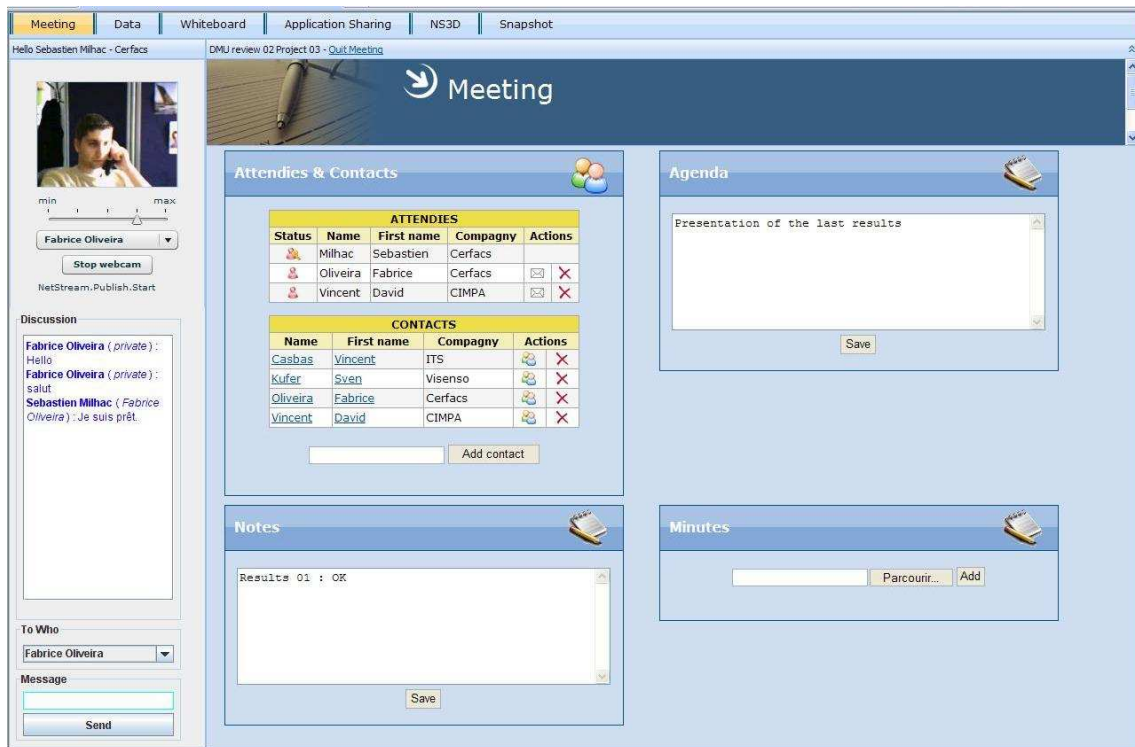 Meeting Data Whiteboard Application Sharing NS3D Snapshot
Hello Sebastien Milhac - Cerfacs
DMU review 02 Project 03 - Quit Meeting
min max
Fabrice Oliveira
Stop webcam
NetStream.Publish.Start
Discussion
Fabrice Oliveira ( private ) :
Hello
Fabrice Oliveira ( private ) :
salut
Sebastien Milhac ( Fabrice
Oliveira ) : Je suis prêt.
To Who
Fabrice Oliveira
Message
Send
Meeting
Attendies & Contacts
ATTENDIES
Status Name First name Compagny Actions
Milhac Sebastien Cerfacs
Oliveira Fabrice Cerfacs
Vincent David CIMPA
CONTACTS
Name First name Compagny Actions
Casbas Vincent ITS
Kufer Sven Visenso
Oliveira Fabrice Cerfacs
Vincent David CIMPA
Add contact
Agenda
Presentation of the last results
Save
Notes
Results 01 : OK
Save
Minutes
Parcourir... Add